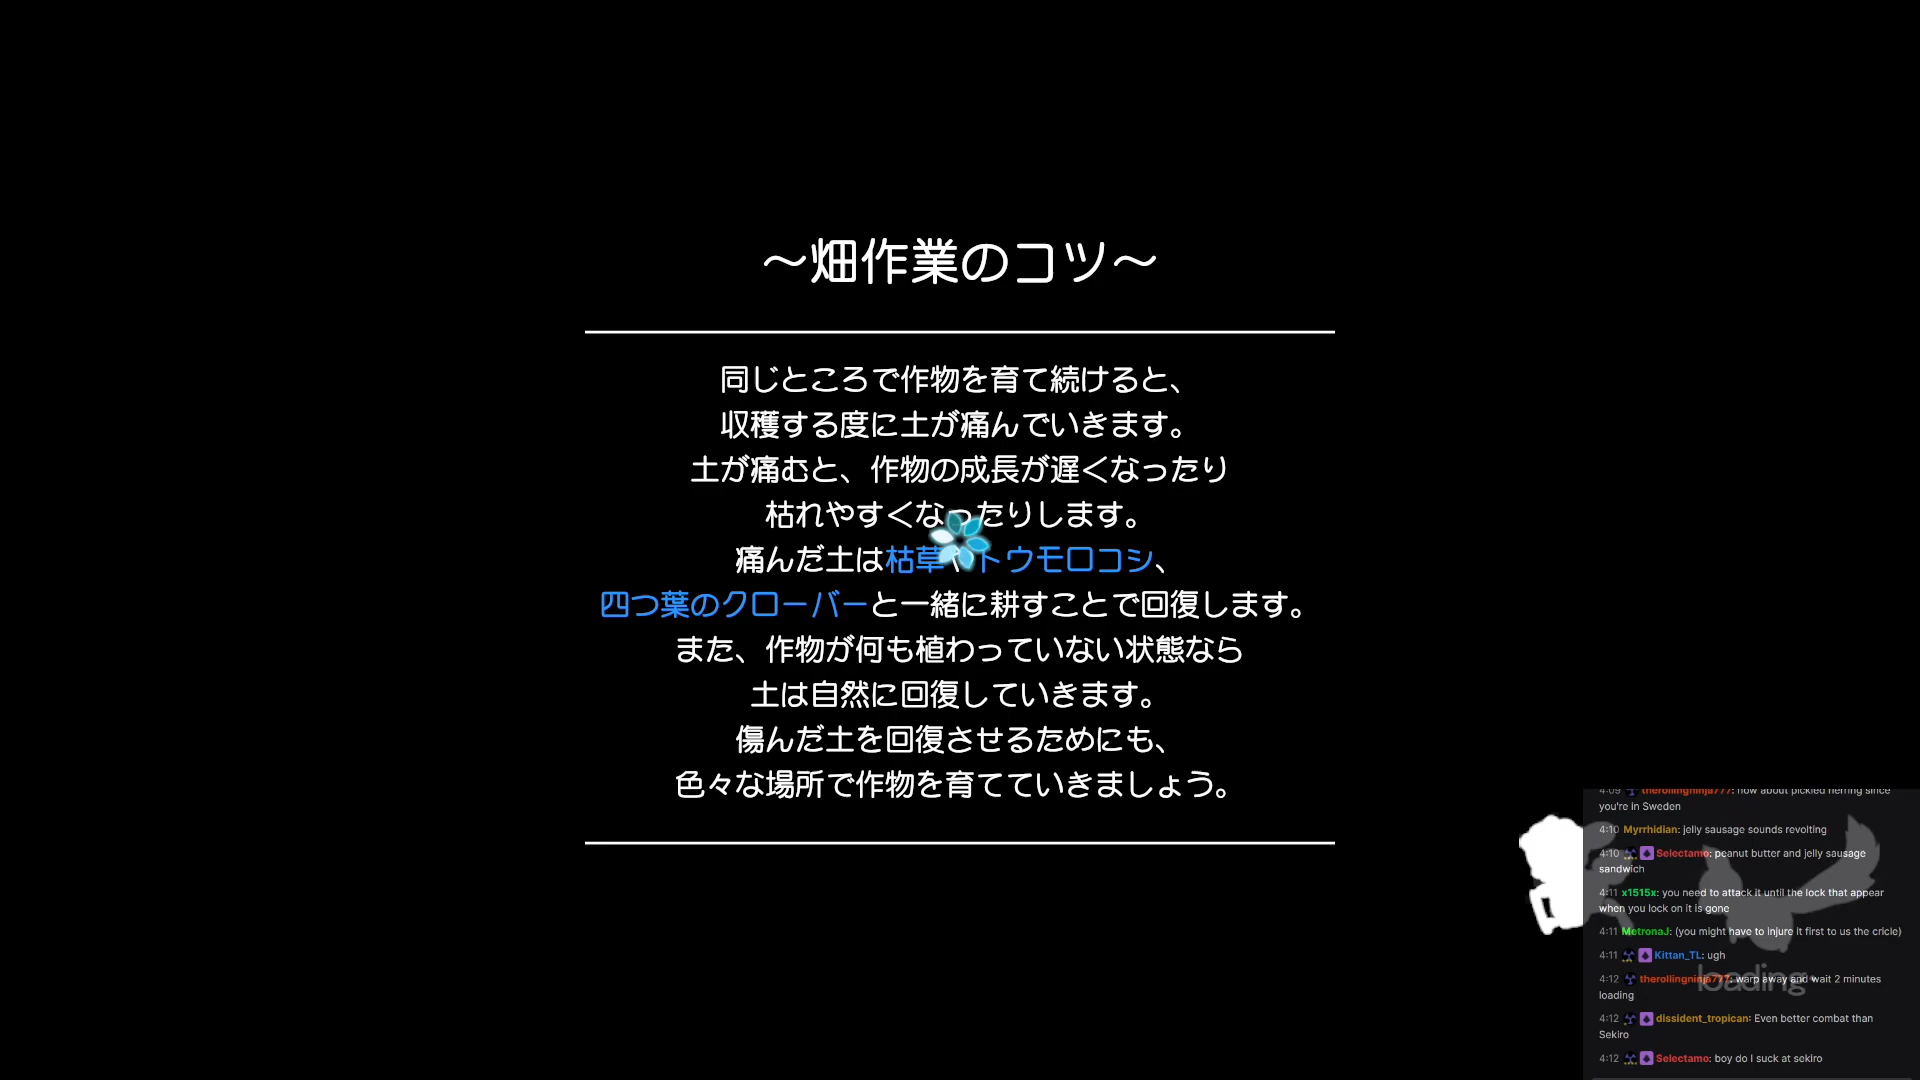 ～畑作業のコツ～
同じところで作物を育て続けると、
収穫する度に土が痛んでいきます。
土が痛むと、作物の成長が遅くなったり
枯れやすくなったりします。
痛んだ土は枯草やトウモロコシ、
四つ葉のクローバーと一緒に耕すことで回復します。
また、作物が何も植わっていない状態なら
土は自然に回復していきます。
傷んだ土を回復させるためにも、
色々な場所で作物を育てていきましょう。
4:09 therollingninja777: how about pickled herring since
you're in Sweden
4:10 Myrrhidian: jelly sausage sounds revolting
4:10 Selectamo: peanut butter and jelly sausage
sandwich
4:11 x1515x: you need to attack it until the lock that appear
when you lock on it is gone
4:11 MetronaJ: (you might have to injure it first to us the cricle)
4:11 Kittan_TL: ugh
4:12 therollingninja777: warp away and wait 2 minutes
loading
4:12 dissident_tropican: Even better combat than
Sekiro
4:12 Selectamo: boy do I suck at sekiro
loading